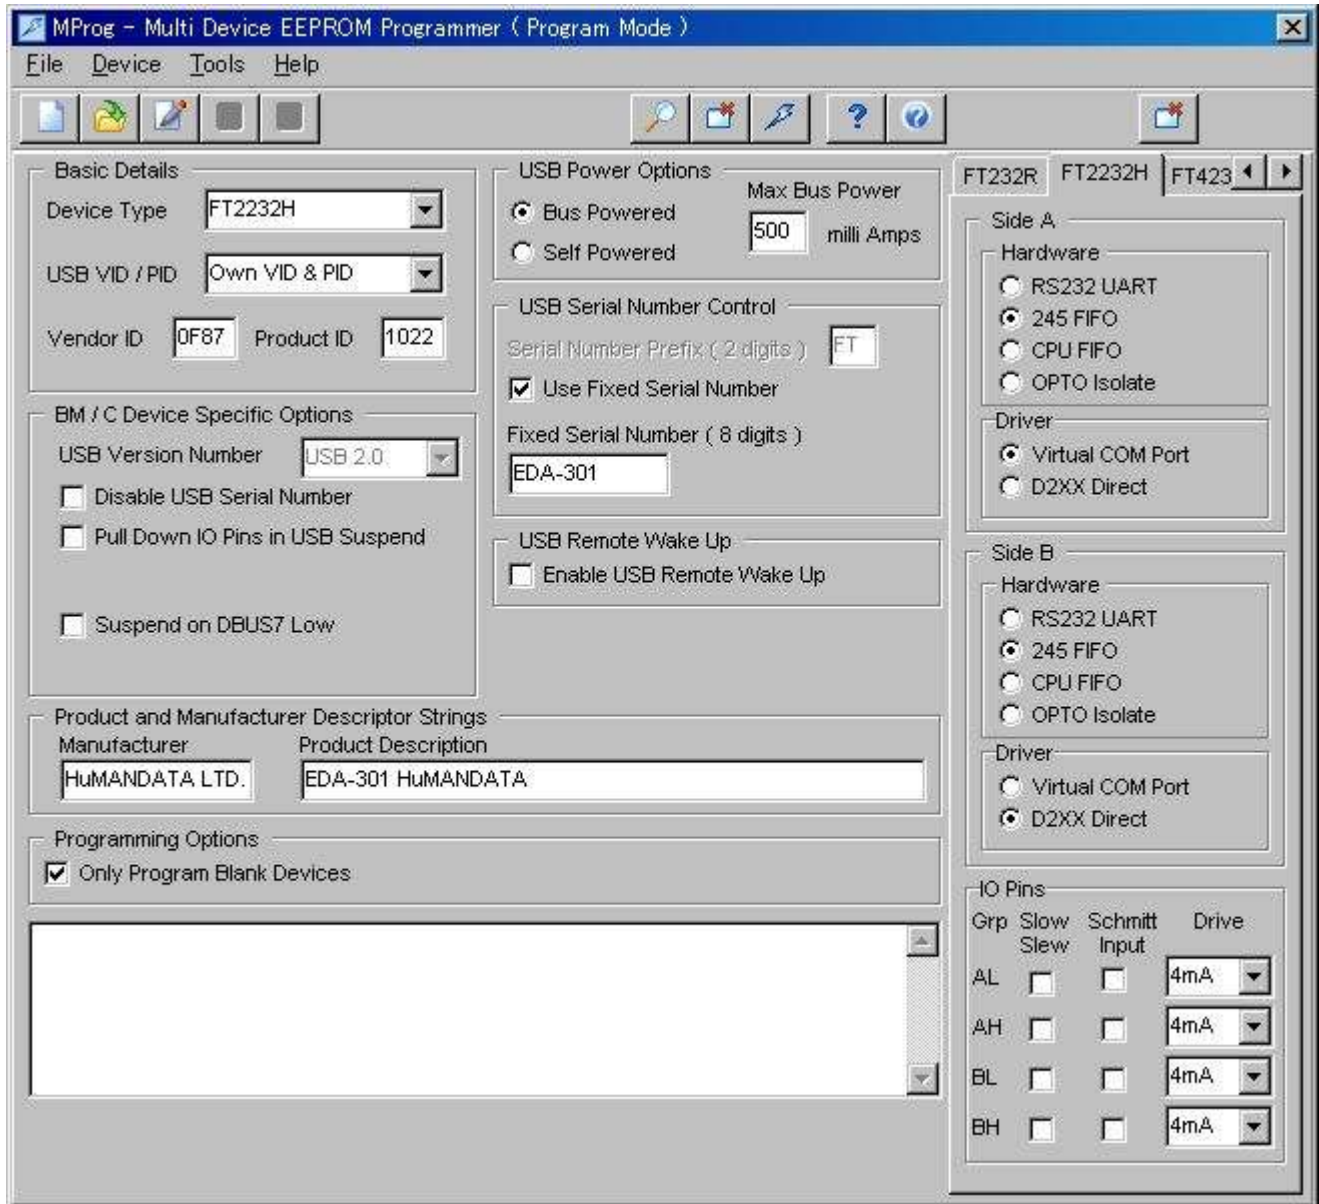 MProg - Multi Device EEPROM Programmer ( Program Mode )
File Device Tools Help
Basic Details
Device Type FT2232H
USB VID / PID Own VID & PID
Vendor ID 0F87 Product ID 1022
BM / C Device Specific Options
USB Version Number USB 2.0
Disable USB Serial Number
Pull Down IO Pins in USB Suspend
Suspend on DBUS7 Low
USB Power Options
Bus Powered
Self Powered
Max Bus Power
500 milli Amps
USB Serial Number Control
Serial Number Prefix ( 2 digits ) FT
Use Fixed Serial Number
Fixed Serial Number ( 8 digits )
EDA-301
USB Remote Wake Up
Enable USB Remote Wake Up
Product and Manufacturer Descriptor Strings
Manufacturer Product Description
HuMANDATA LTD. EDA-301 HuMANDATA
Programming Options
Only Program Blank Devices
FT232R FT2232H FT423
Side A
Hardware
RS232 UART
245 FIFO
CPU FIFO
OPTO Isolate
Driver
Virtual COM Port
D2XX Direct
Side B
Hardware
RS232 UART
245 FIFO
CPU FIFO
OPTO Isolate
Driver
Virtual COM Port
D2XX Direct
IO Pins
Grp Slow Schmitt Drive
Slew Input
AL 4mA
AH 4mA
BL 4mA
BH 4mA